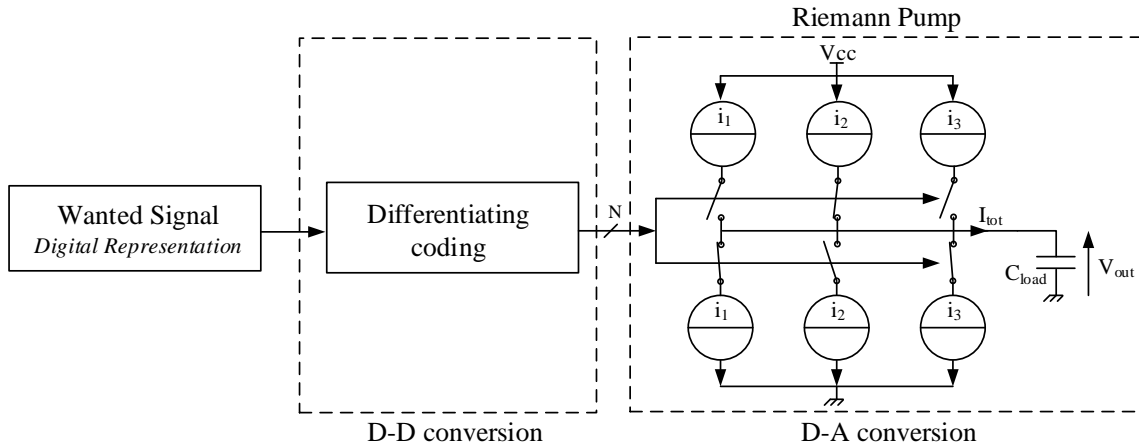 Riemann Pump
Vcc
i1 i2 i3
Wanted Signal
Digital Representation
Differentiating
coding
N
Itot
Cload
Vout
i1 i2 i3
D-D conversion
D-A conversion